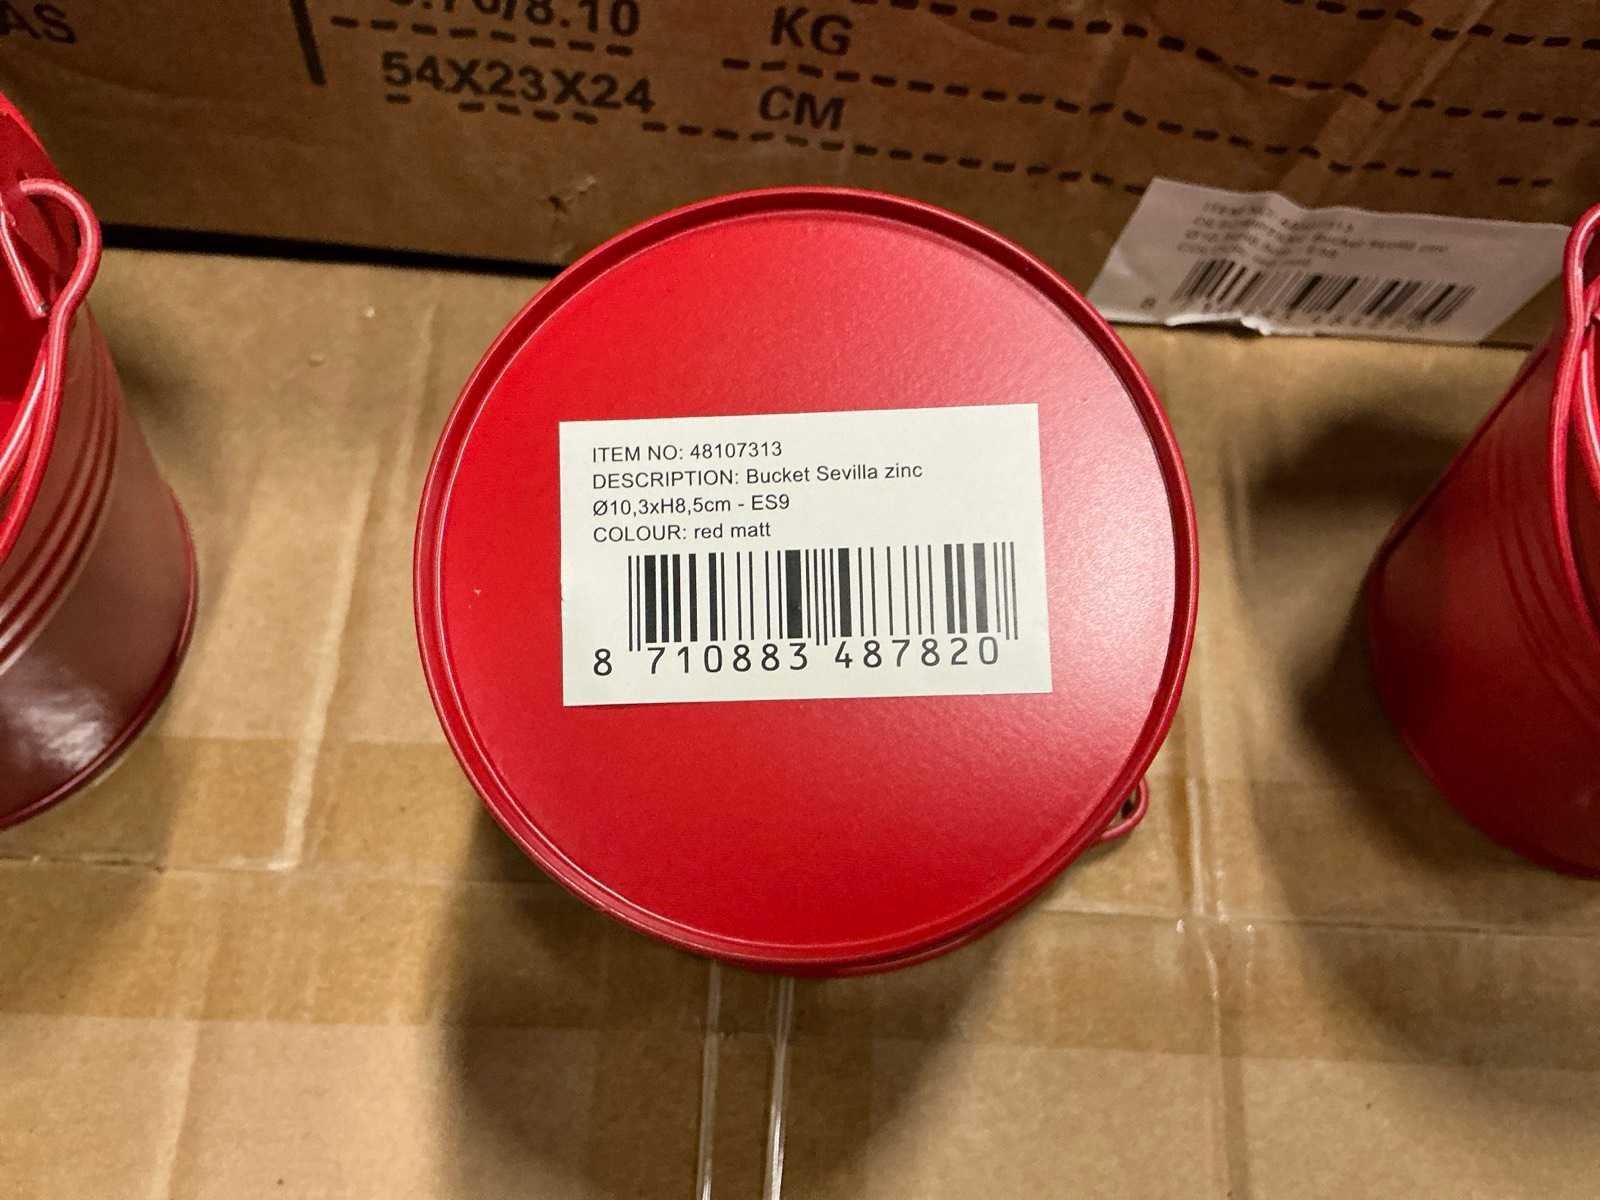 AS
54X23X24
KG
CM
ITEM NO: 48107313
DESCRIPTION: Bucket Sevilla zinc
Ø10,3xH8,5cm - ES9
COLOUR: red matt
8 710883 487820